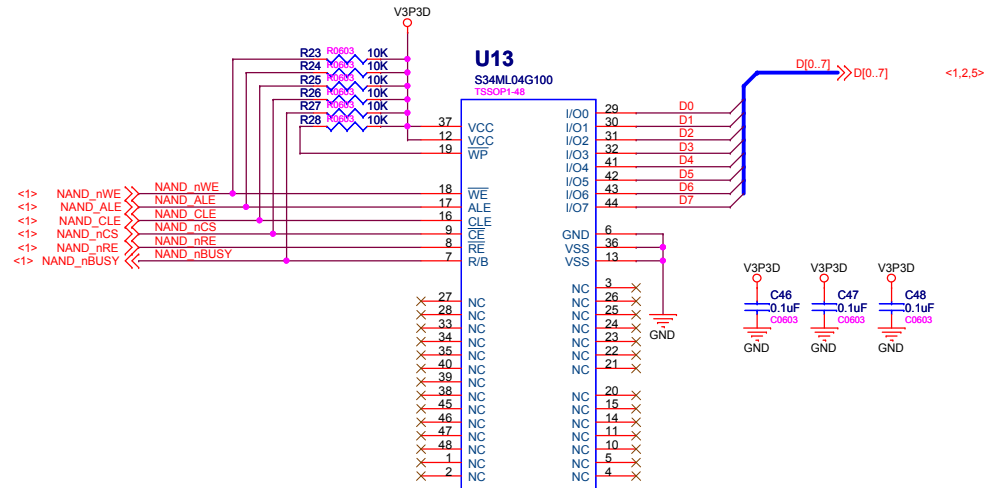 V3P3D
R23 R0603 10K
R24 R0603 10K
R25 R0603 10K
R26 R0603 10K
R27 R0603 10K
R28 R0603 10K
U13
S34ML04G100
TSSOP1-48
D[0..7]
D[0..7]
<1,2,5>
37 VCC
12 VCC
19 WP
29 I/O0 D0
30 I/O1 D1
31 I/O2 D2
32 I/O3 D3
41 I/O4 D4
42 I/O5 D5
43 I/O6 D6
44 I/O7 D7
<1> NAND_nWE NAND_nWE 18 WE
<1> NAND_ALE NAND_ALE 17 ALE
<1> NAND_CLE NAND_CLE 16 CLE
<1> NAND_nCS NAND_nCS 9 CE
<1> NAND_nRE NAND_nRE 8 RE
<1> NAND_nBUSY NAND_nBUSY 7 R/B
GND 6
VSS 36
VSS 13
GND
27 NC
28 NC
33 NC
34 NC
35 NC
40 NC
39 NC
38 NC
45 NC
46 NC
47 NC
48 NC
1 NC
2 NC
NC 3
NC 26
NC 25
NC 24
NC 23
NC 22
NC 21
NC 20
NC 15
NC 14
NC 11
NC 10
NC 5
NC 4
V3P3D V3P3D V3P3D
C46 C47 C48
0.1uF 0.1uF 0.1uF
C0603 C0603 C0603
GND GND GND